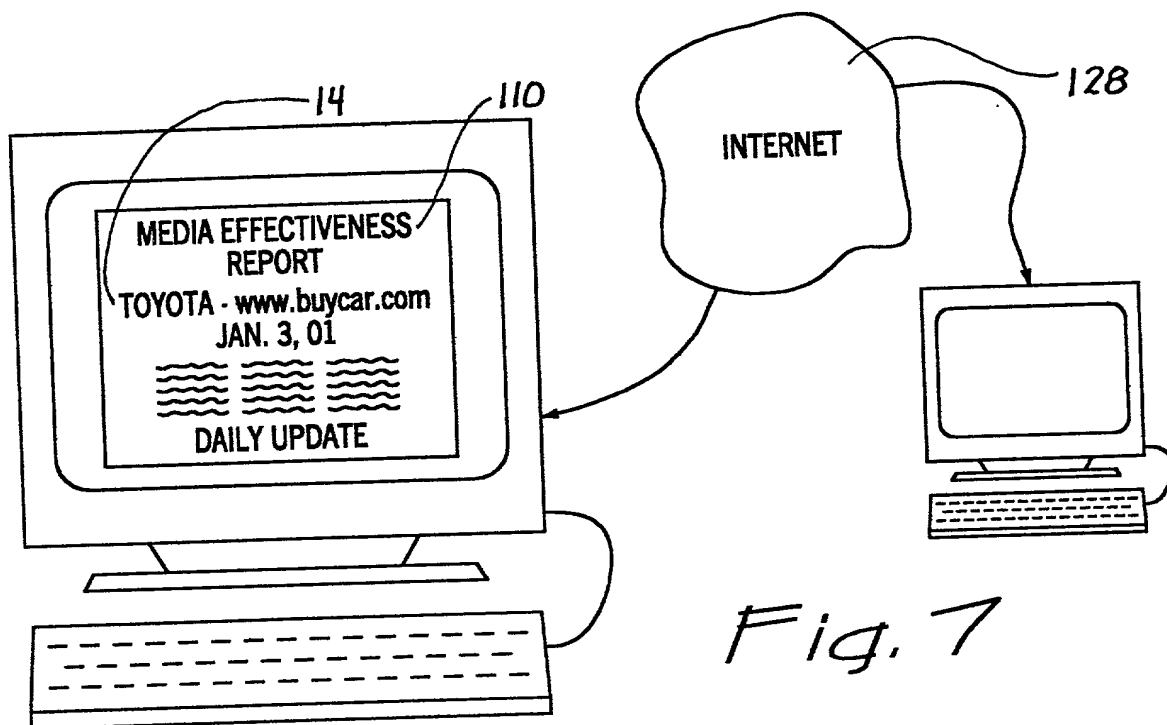 14
110
128
INTERNET
MEDIA EFFECTIVENESS
REPORT
TOYOTA - www.buycar.com
JAN. 3, 01
DAILY UPDATE
Fig. 7